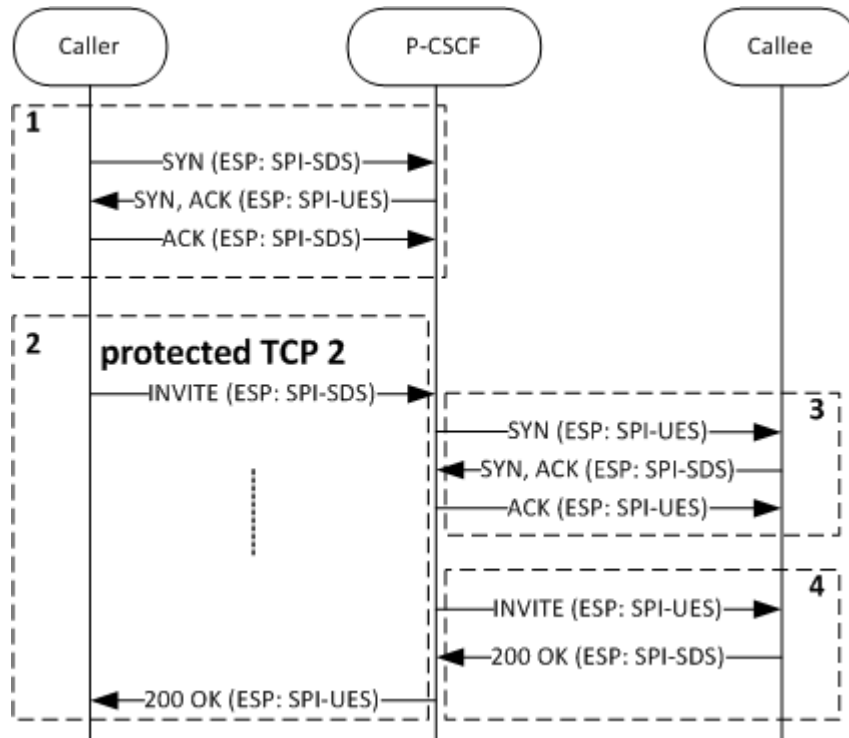 Caller
P-CSCF
Callee
1
SYN (ESP: SPI-SDS)
SYN, ACK (ESP: SPI-UES)
ACK (ESP: SPI-SDS)
2
protected TCP 2
INVITE (ESP: SPI-SDS)
3
SYN (ESP: SPI-UES)
SYN, ACK (ESP: SPI-SDS)
ACK (ESP: SPI-UES)
4
INVITE (ESP: SPI-UES)
200 OK (ESP: SPI-SDS)
200 OK (ESP: SPI-UES)